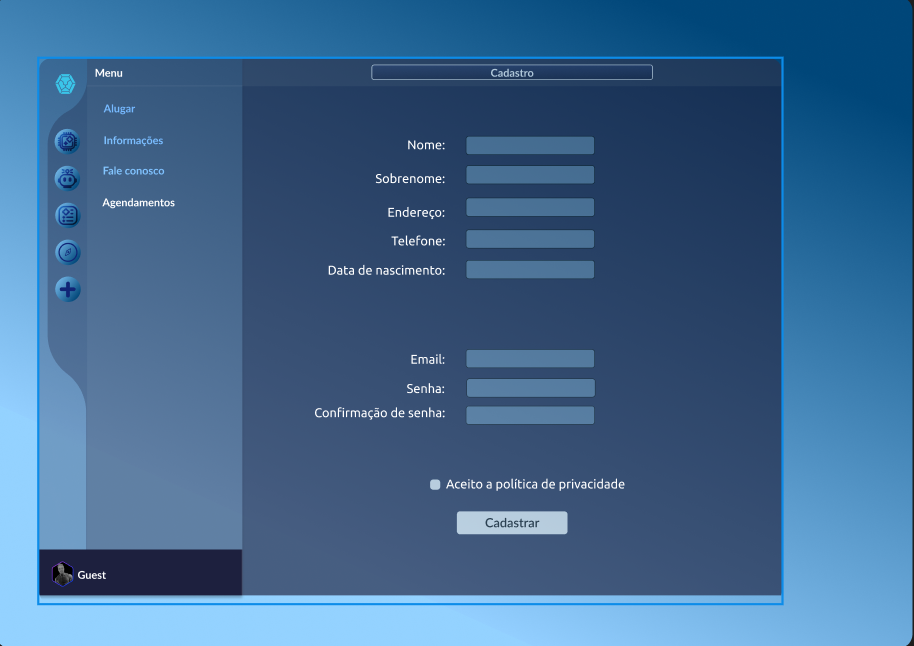 Menu
Cadastro
Alugar
Informações
Fale conosco
Agendamentos
Nome:
Sobrenome:
Endereço:
Telefone:
Data de nascimento:
Email:
Senha:
Confirmação de senha:
Aceito a política de privacidade
Cadastrar
Guest